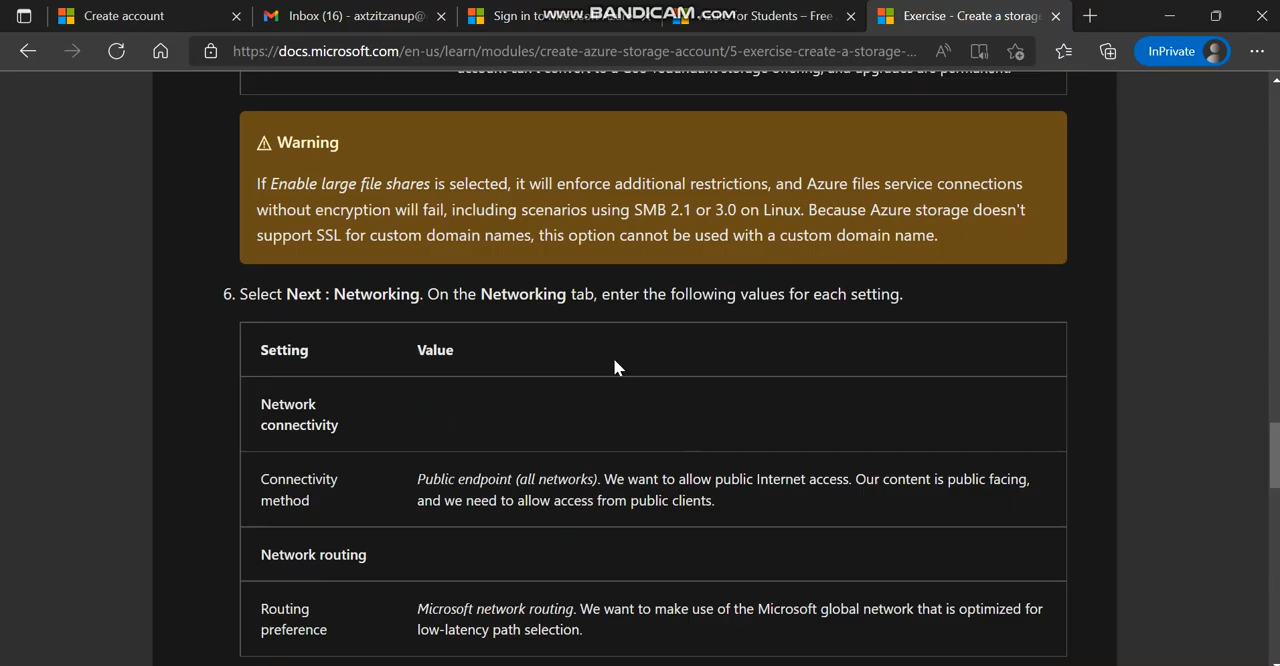 Create account
Inbox (16) - axtzitzanup@
Sign in to
for Students – Free
Exercise - Create a storag
www.BANDICAM.com
https://docs.microsoft.com/en-us/learn/modules/create-azure-storage-account/5-exercise-create-a-storage-...
InPrivate
⚠ Warning
If Enable large file shares is selected, it will enforce additional restrictions, and Azure files service connections
without encryption will fail, including scenarios using SMB 2.1 or 3.0 on Linux. Because Azure storage doesn't
support SSL for custom domain names, this option cannot be used with a custom domain name.
6. Select Next : Networking. On the Networking tab, enter the following values for each setting.
Setting Value
Network
connectivity
Connectivity
method
Public endpoint (all networks). We want to allow public Internet access. Our content is public facing,
and we need to allow access from public clients.
Network routing
Routing
preference
Microsoft network routing. We want to make use of the Microsoft global network that is optimized for
low-latency path selection.